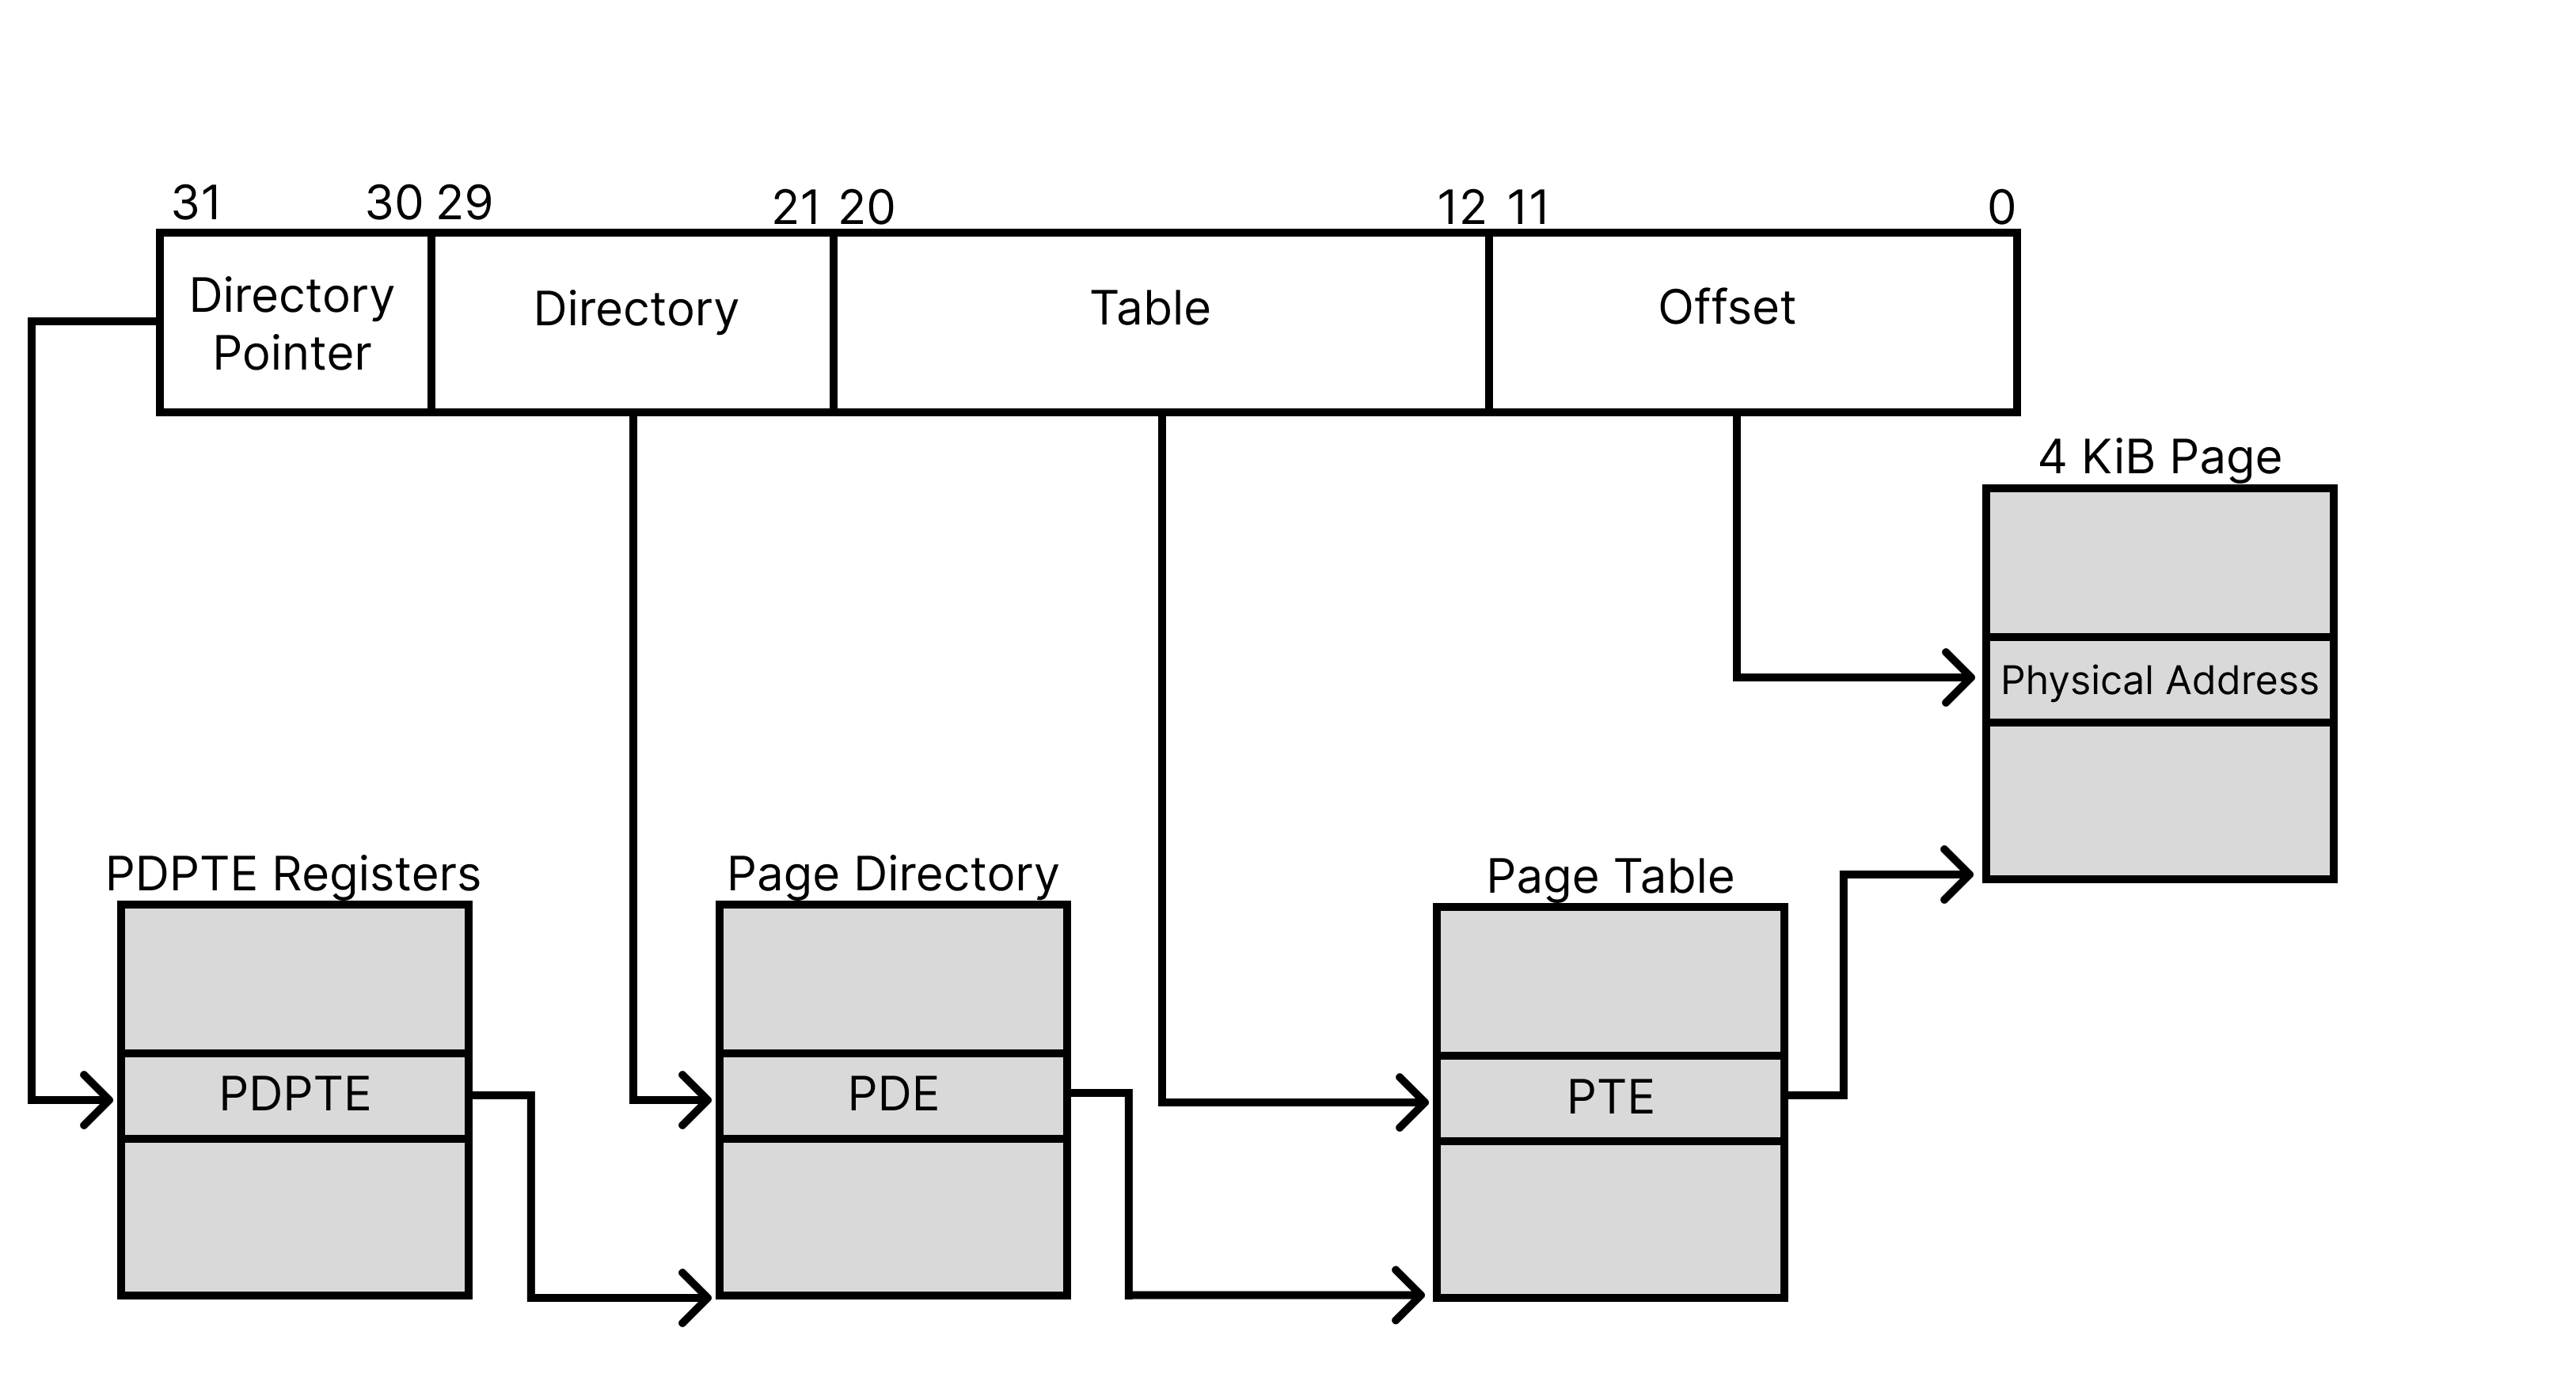 31
30
29
21
20
12
11
0
Directory
Pointer
Directory
Table
Offset
4 KiB Page
Physical Address
PDPTE Registers
Page Directory
Page Table
PDPTE
PDE
PTE